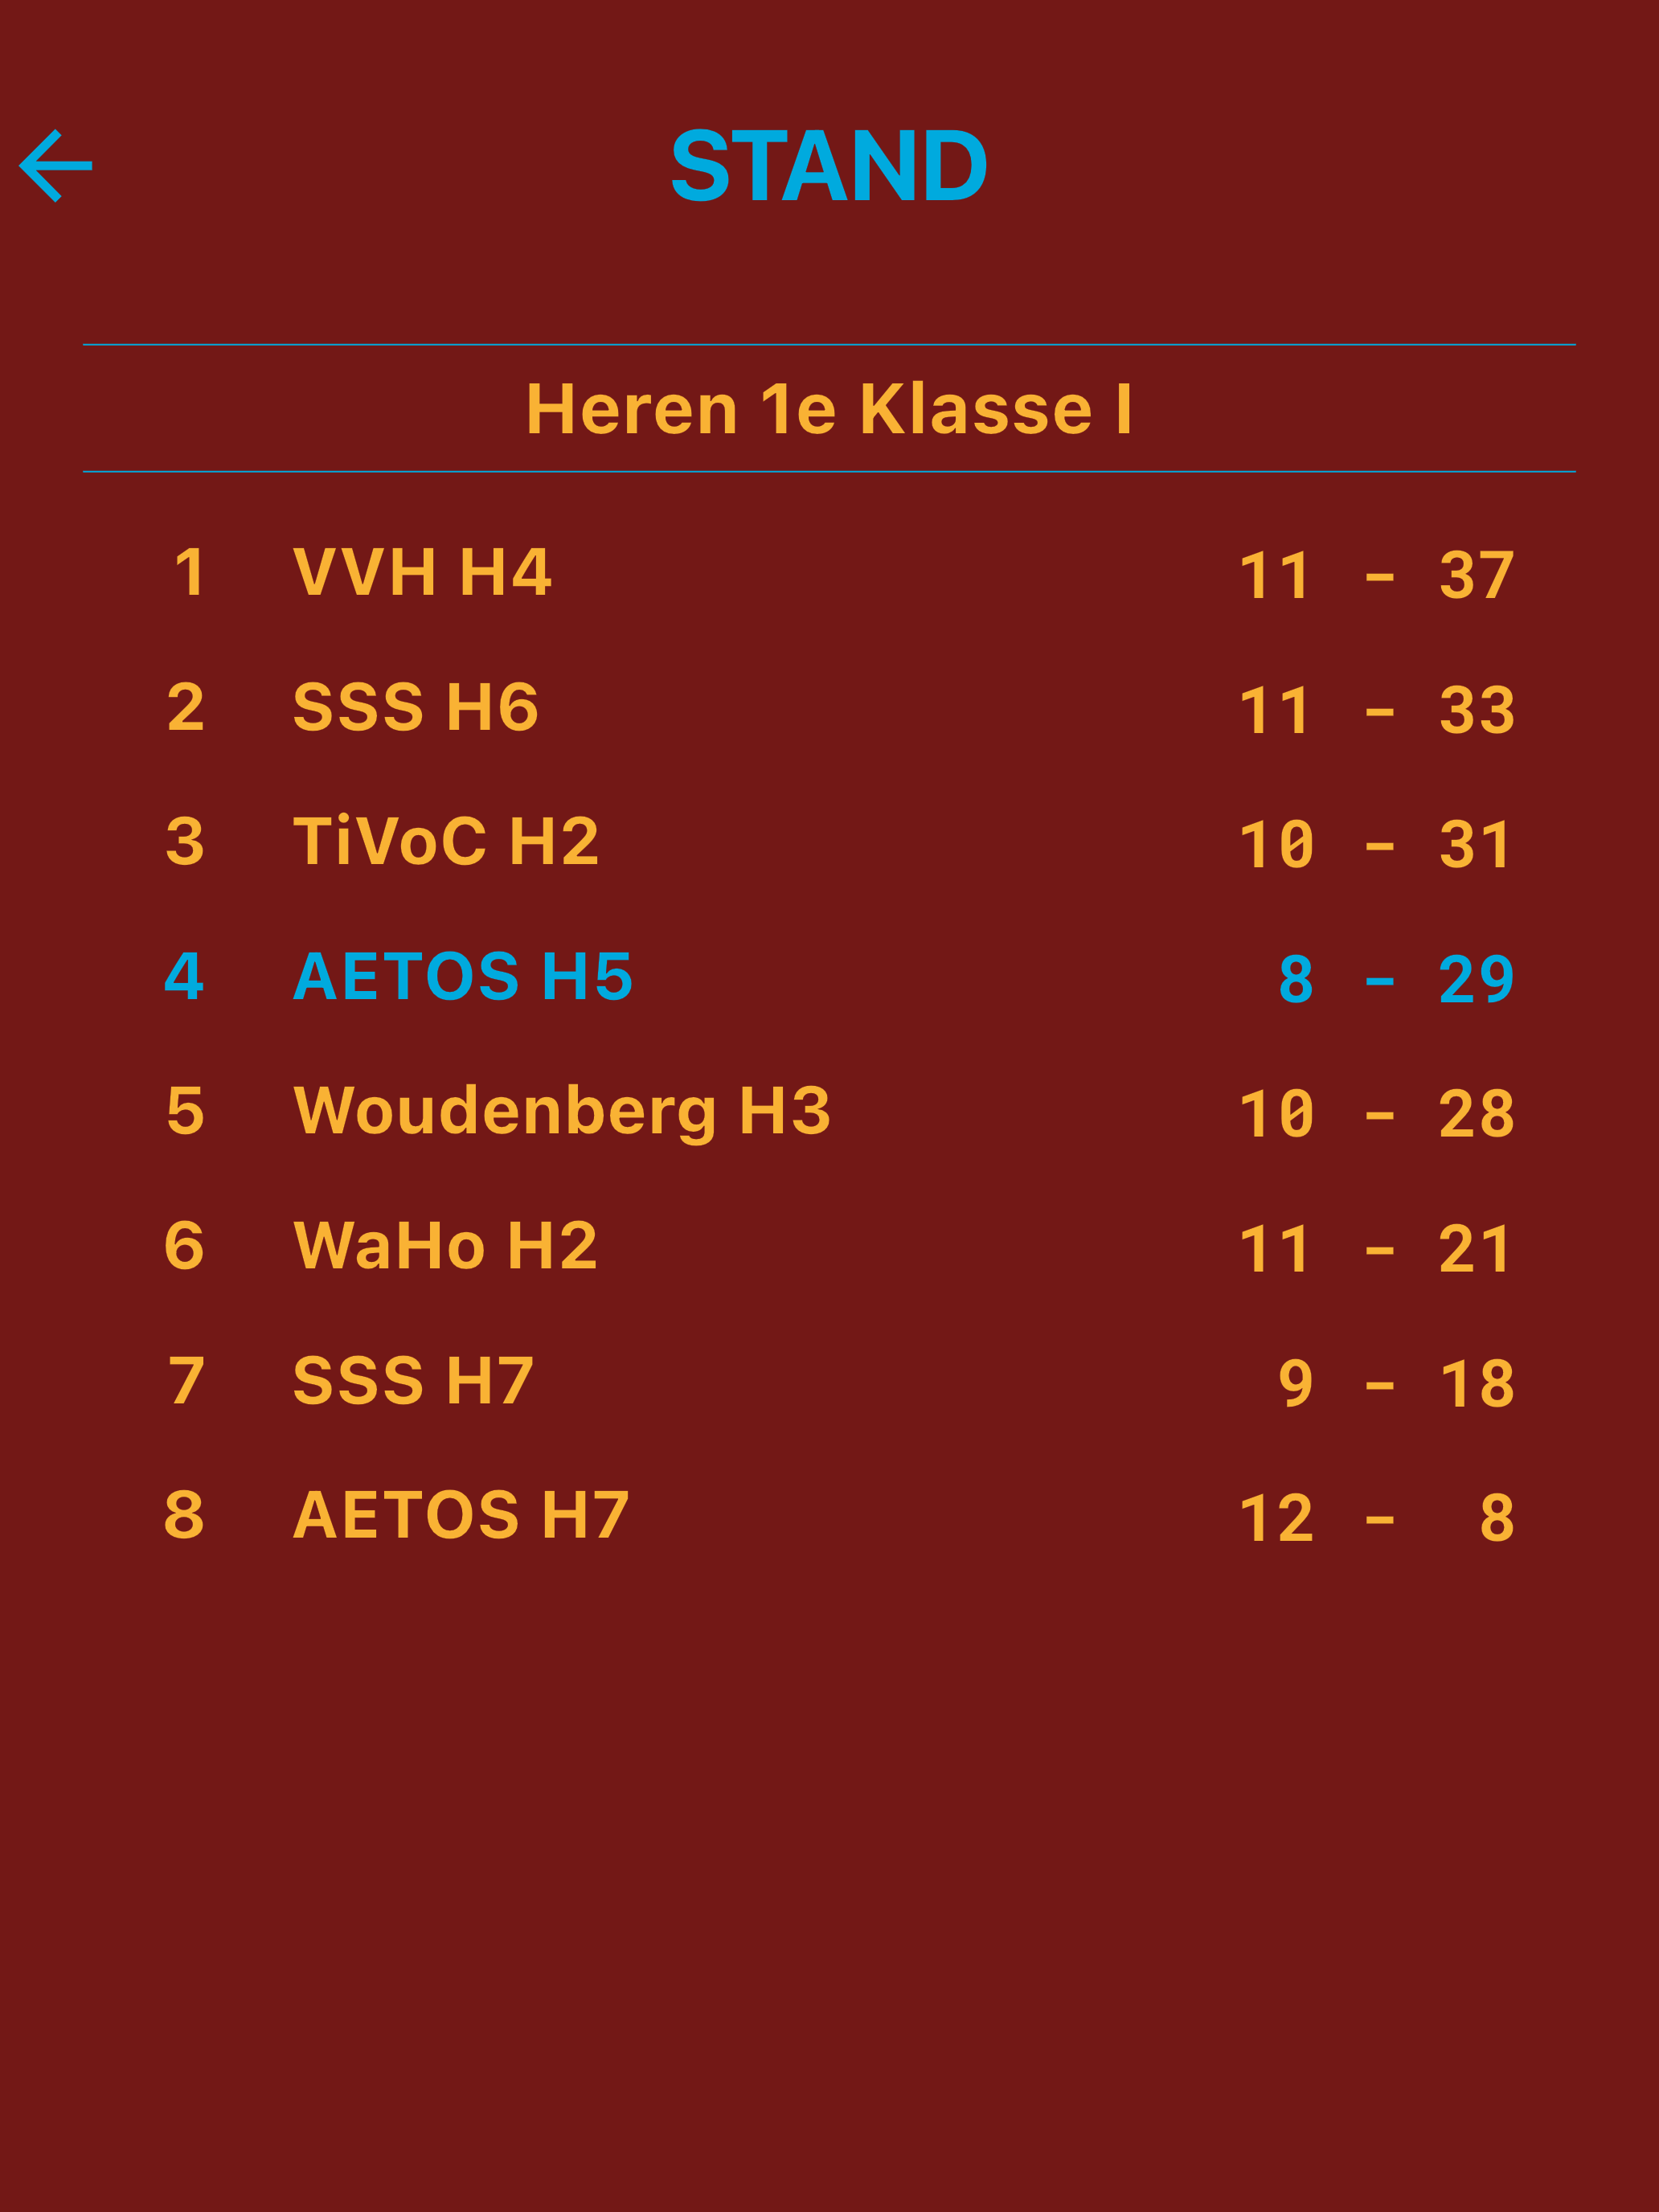 STAND
Heren 1e Klasse I
1 VVH H4 11 - 37
2 SSS H6 11 - 33
3 TiVoC H2 10 - 31
4 AETOS H5 8 - 29
5 Woudenberg H3 10 - 28
6 WaHo H2 11 - 21
7 SSS H7 9 - 18
8 AETOS H7 12 - 8